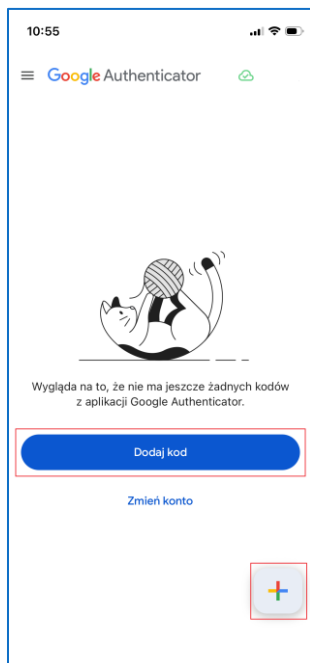 10:55
Google Authenticator
Wygląda na to, że nie ma jeszcze żadnych kodów
z aplikacji Google Authenticator.
Dodaj kod
Zmień konto